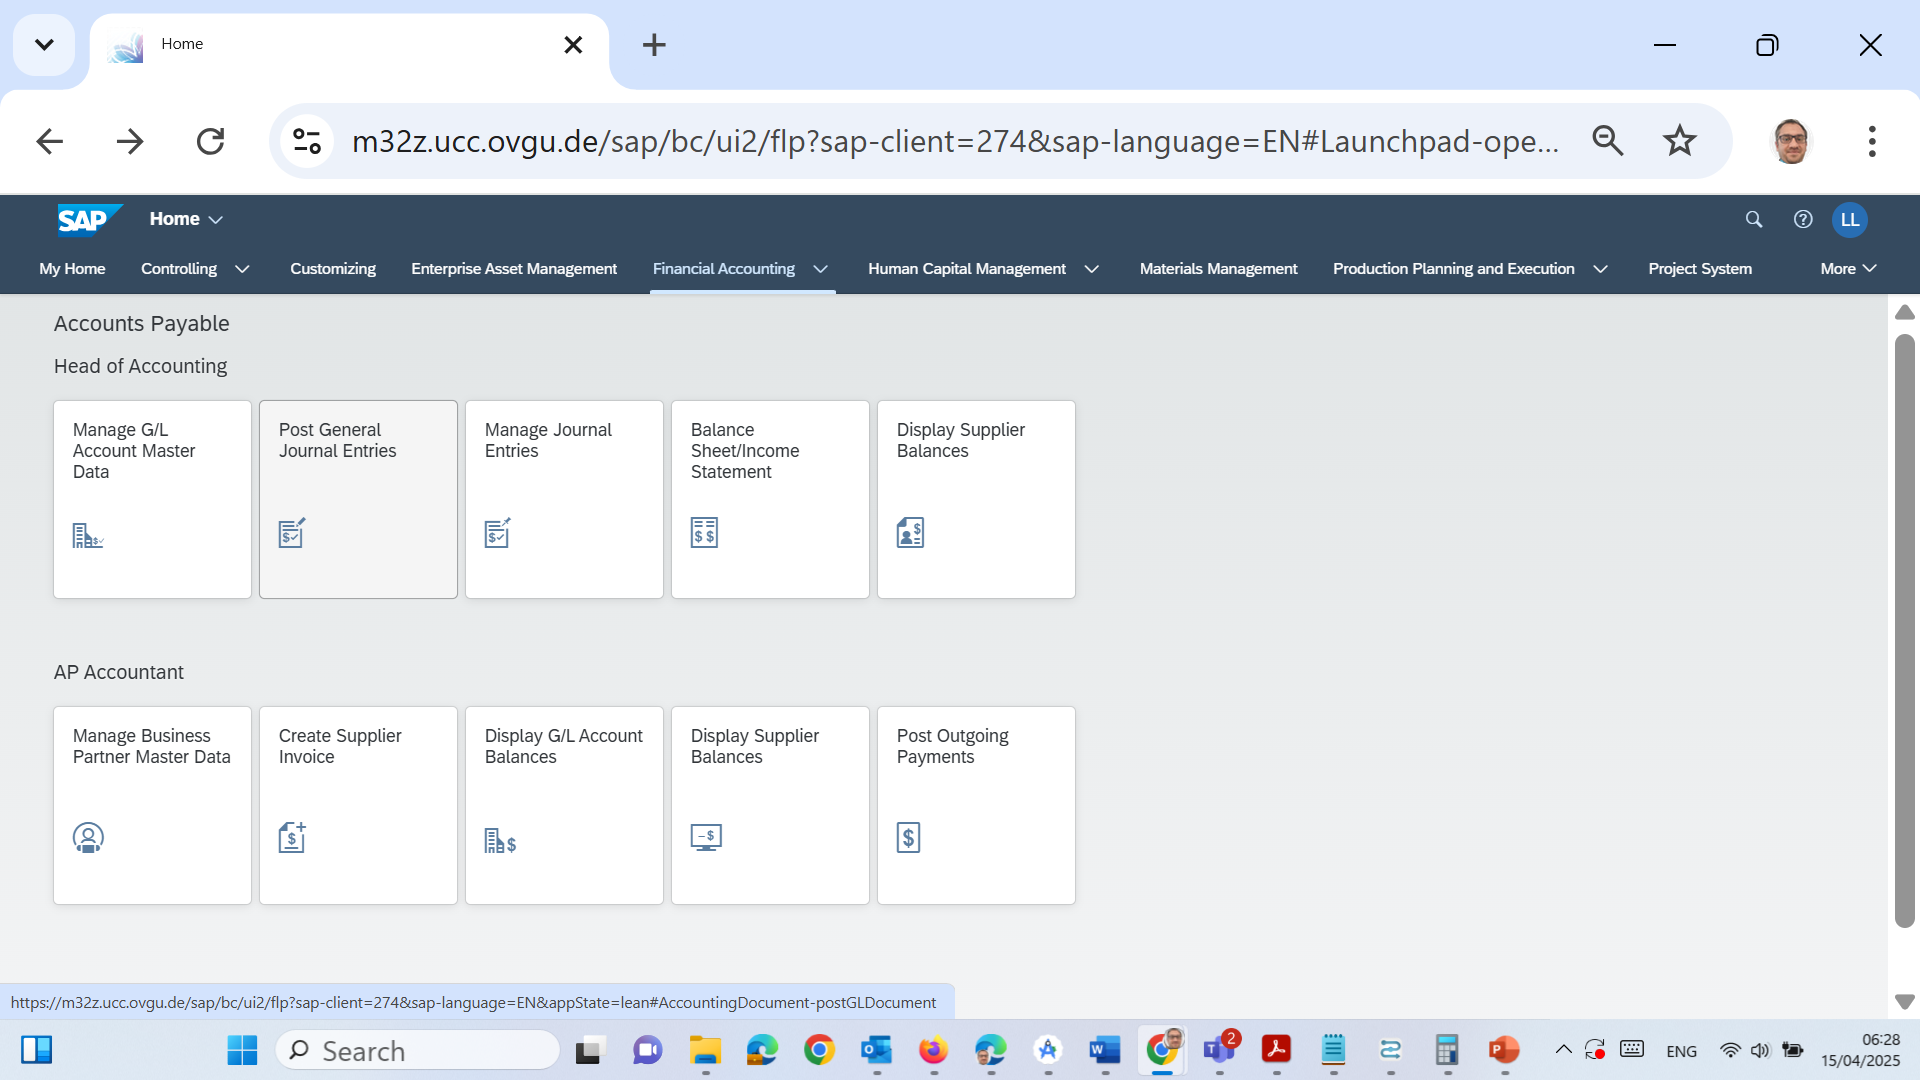 Home
m32z.ucc.ovgu.de/sap/bc/ui2/flp?sap-client=274&sap-language=EN#Launchpad-ope...
SAP Home
LL
My Home Controlling Customizing Enterprise Asset Management Financial Accounting Human Capital Management Materials Management Production Planning and Execution Project System More
Accounts Payable
Head of Accounting
Manage G/L
Account Master
Data
Post General
Journal Entries
Manage Journal
Entries
Balance
Sheet/Income
Statement
Display Supplier
Balances
AP Accountant
Manage Business
Partner Master Data
Create Supplier
Invoice
Display G/L Account
Balances
Display Supplier
Balances
Post Outgoing
Payments
https://m32z.ucc.ovgu.de/sap/bc/ui2/flp?sap-client=274&sap-language=EN&appState=lean#AccountingDocument-postGLDocument
Search
2
ENG
06:28
15/04/2025